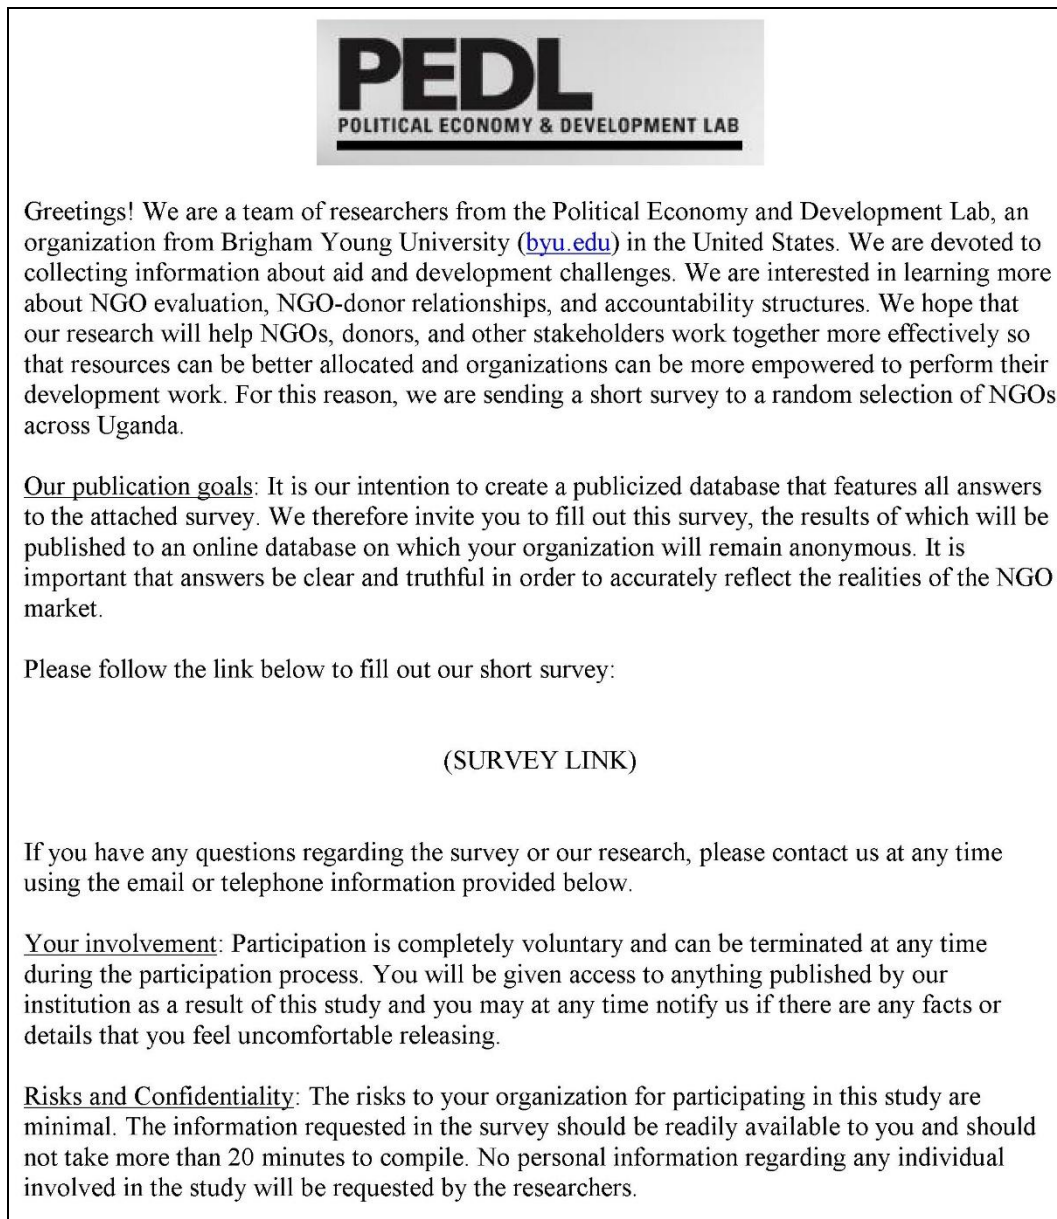 PEDL
POLITICAL ECONOMY & DEVELOPMENT LAB
Greetings! We are a team of researchers from the Political Economy and Development Lab, an
organization from Brigham Young University (byu.edu) in the United States. We are devoted to
collecting information about aid and development challenges. We are interested in learning more
about NGO evaluation, NGO-donor relationships, and accountability structures. We hope that
our research will help NGOs, donors, and other stakeholders work together more effectively so
that resources can be better allocated and organizations can be more empowered to perform their
development work. For this reason, we are sending a short survey to a random selection of NGOs
across Uganda.
Our publication goals: It is our intention to create a publicized database that features all answers
to the attached survey. We therefore invite you to fill out this survey, the results of which will be
published to an online database on which your organization will remain anonymous. It is
important that answers be clear and truthful in order to accurately reflect the realities of the NGO
market.
Please follow the link below to fill out our short survey:
(SURVEY LINK)
If you have any questions regarding the survey or our research, please contact us at any time
using the email or telephone information provided below.
Your involvement: Participation is completely voluntary and can be terminated at any time
during the participation process. You will be given access to anything published by our
institution as a result of this study and you may at any time notify us if there are any facts or
details that you feel uncomfortable releasing.
Risks and Confidentiality: The risks to your organization for participating in this study are
minimal. The information requested in the survey should be readily available to you and should
not take more than 20 minutes to compile. No personal information regarding any individual
involved in the study will be requested by the researchers.